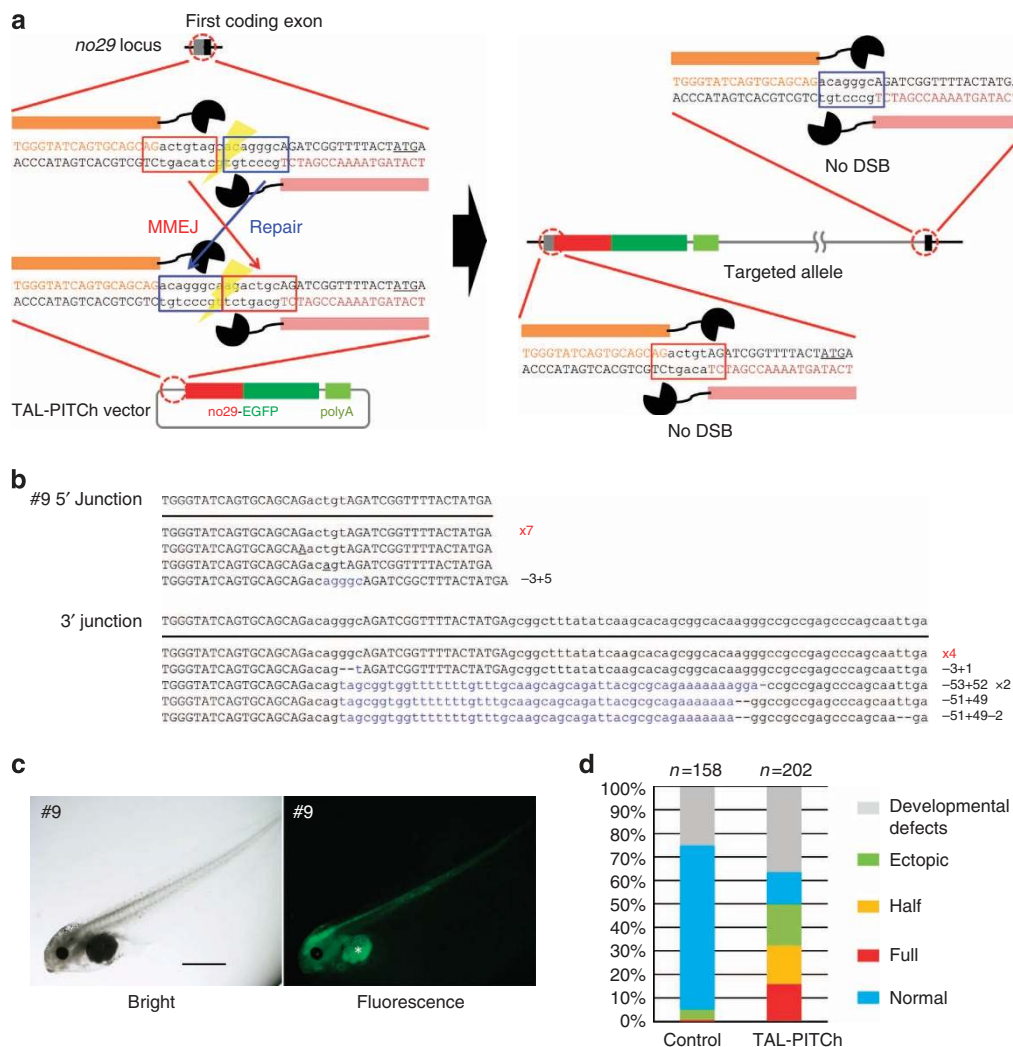 a
First coding exon
no29 locus
TGGGTATCAGTGCAGCAGactgtagcacagggcAGATCGGTTTTACTATGA
ACCCATAGTCACGTCGTCtgacatcgtgtcccgTCTAGCCAAAATGATACT
MMEJ
Repair
TGGGTATCAGTGCAGCAGacagggcaagactgcAGATCGGTTTTACTATGA
ACCCATAGTCACGTCGTCtgtcccgttctgacgTCTAGCCAAAATGATACT
TAL-PITCh vector
no29-EGFP
polyA
TGGGTATCAGTGCAGCAGacagggcAGATCGGTTTTACTATGA
ACCCATAGTCACGTCGTCtgtcccgTCTAGCCAAAATGATACT
No DSB
Targeted allele
TGGGTATCAGTGCAGCAGactgtAGATCGGTTTTACTATGA
ACCCATAGTCACGTCGTCtgacaTCTAGCCAAAATGATACT
No DSB
b
#9 5′ Junction
TGGGTATCAGTGCAGCAGactgtAGATCGGTTTTACTATGA
TGGGTATCAGTGCAGCAGactgtAGATCGGTTTTACTATGA x7
TGGGTATCAGTGCAGCAAactgtAGATCGGTTTTACTATGA
TGGGTATCAGTGCAGCAGacagtAGATCGGTTTTACTATGA
TGGGTATCAGTGCAGCAGacagggcAGATCGGCTTTACTATGA −3+5
3′ junction
TGGGTATCAGTGCAGCAGacagggcAGATCGGTTTTACTATGAgcggctttatatcaagcacagcggcacaagggccgccgagcccagcaattga
TGGGTATCAGTGCAGCAGacagggcAGATCGGTTTTACTATGAgcggctttatatcaagcacagcggcacaagggccgccgagcccagcaattga x4
TGGGTATCAGTGCAGCAGacag--tAGATCGGTTTTACTATGAgcggctttatatcaagcacagcggcacaagggccgccgagcccagcaattga −3+1
TGGGTATCAGTGCAGCAGacagtagcggtggtttttttgtttgcaagcagcagattacgcgcagaaaaaaaggа-ccgccgagcccagcaattga −53+52 ×2
TGGGTATCAGTGCAGCAGacagtagcggtggtttttttgtttgcaagcagcagattacgcgcagaaaaaaa--ggccgccgagcccagcaattga −51+49
TGGGTATCAGTGCAGCAGacagtagcggtggtttttttgtttgcaagcagcagattacgcgcagaaaaaaa--ggccgccgagcccagcaa--ga −51+49−2
c
#9
#9
*
Bright
Fluorescence
d
n=158
n=202
100%
90%
80%
70%
60%
50%
40%
30%
20%
10%
0%
Control
TAL-PITCh
Developmental
defects
Ectopic
Half
Full
Normal